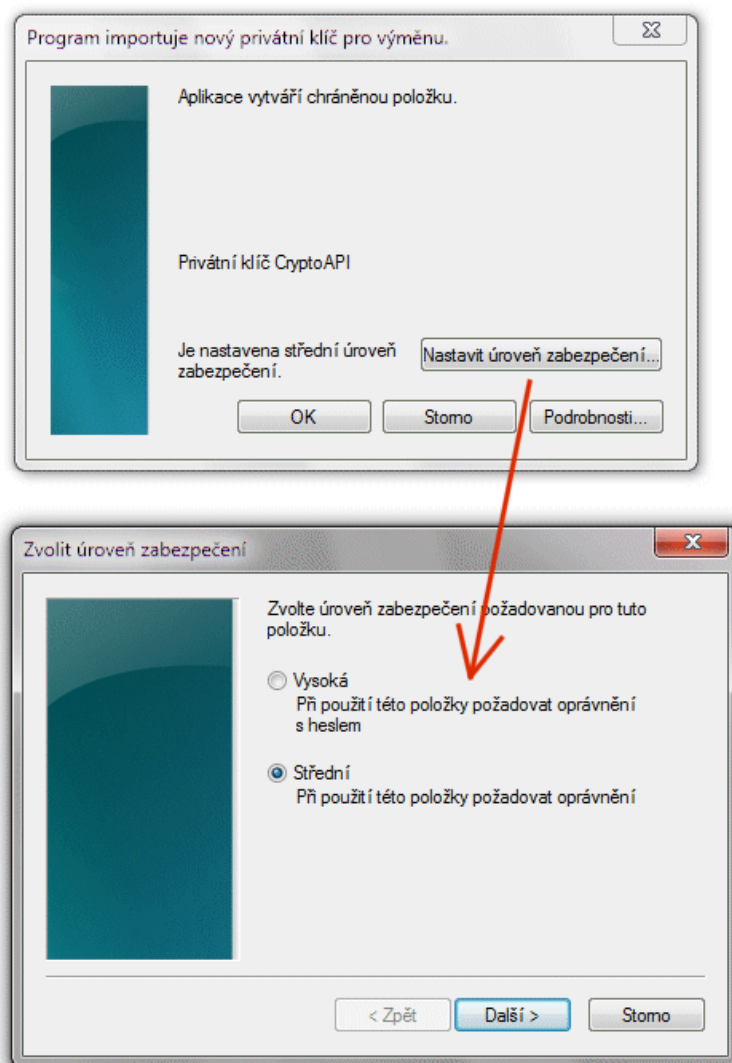 Program importuje nový privátní klíč pro výměnu.
Aplikace vytváří chráněnou položku.
Privátní klíč CryptoAPI
Je nastavena střední úroveň
zabezpečení.
Nastavit úroveň zabezpečení...
OK
Storno
Podrobnosti...
Zvolit úroveň zabezpečení
Zvolte úroveň zabezpečení požadovanou pro tuto
položku.
Vysoká
Při použití této položky požadovat oprávnění
s heslem
Střední
Při použití této položky požadovat oprávnění
< Zpět
Další >
Storno